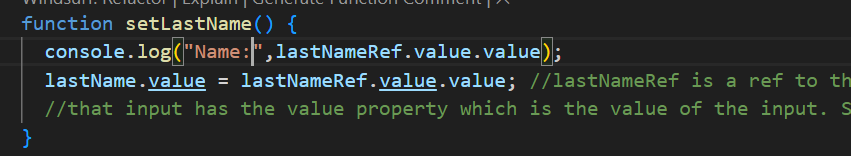 Windsurf: Refactor | Explain | Generate Function Comment | X
function setLastName() {
console.log("Name:",lastNameRef.value.value);
lastName.value = lastNameRef.value.value; //lastNameRef is a ref to th
//that input has the value property which is the value of the input. S
}